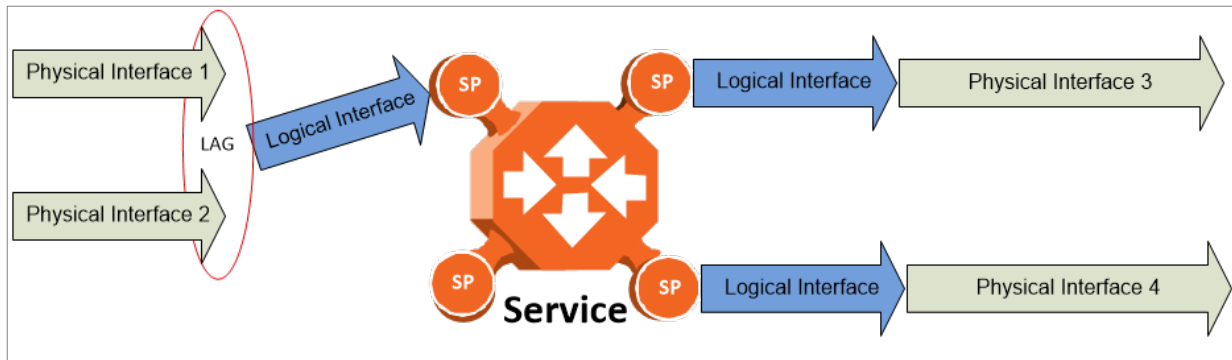 Physical Interface 1
LAG
Logical Interface
Physical Interface 2
SP
SP
SP
SP
Service
Logical Interface
Physical Interface 3
Logical Interface
Physical Interface 4